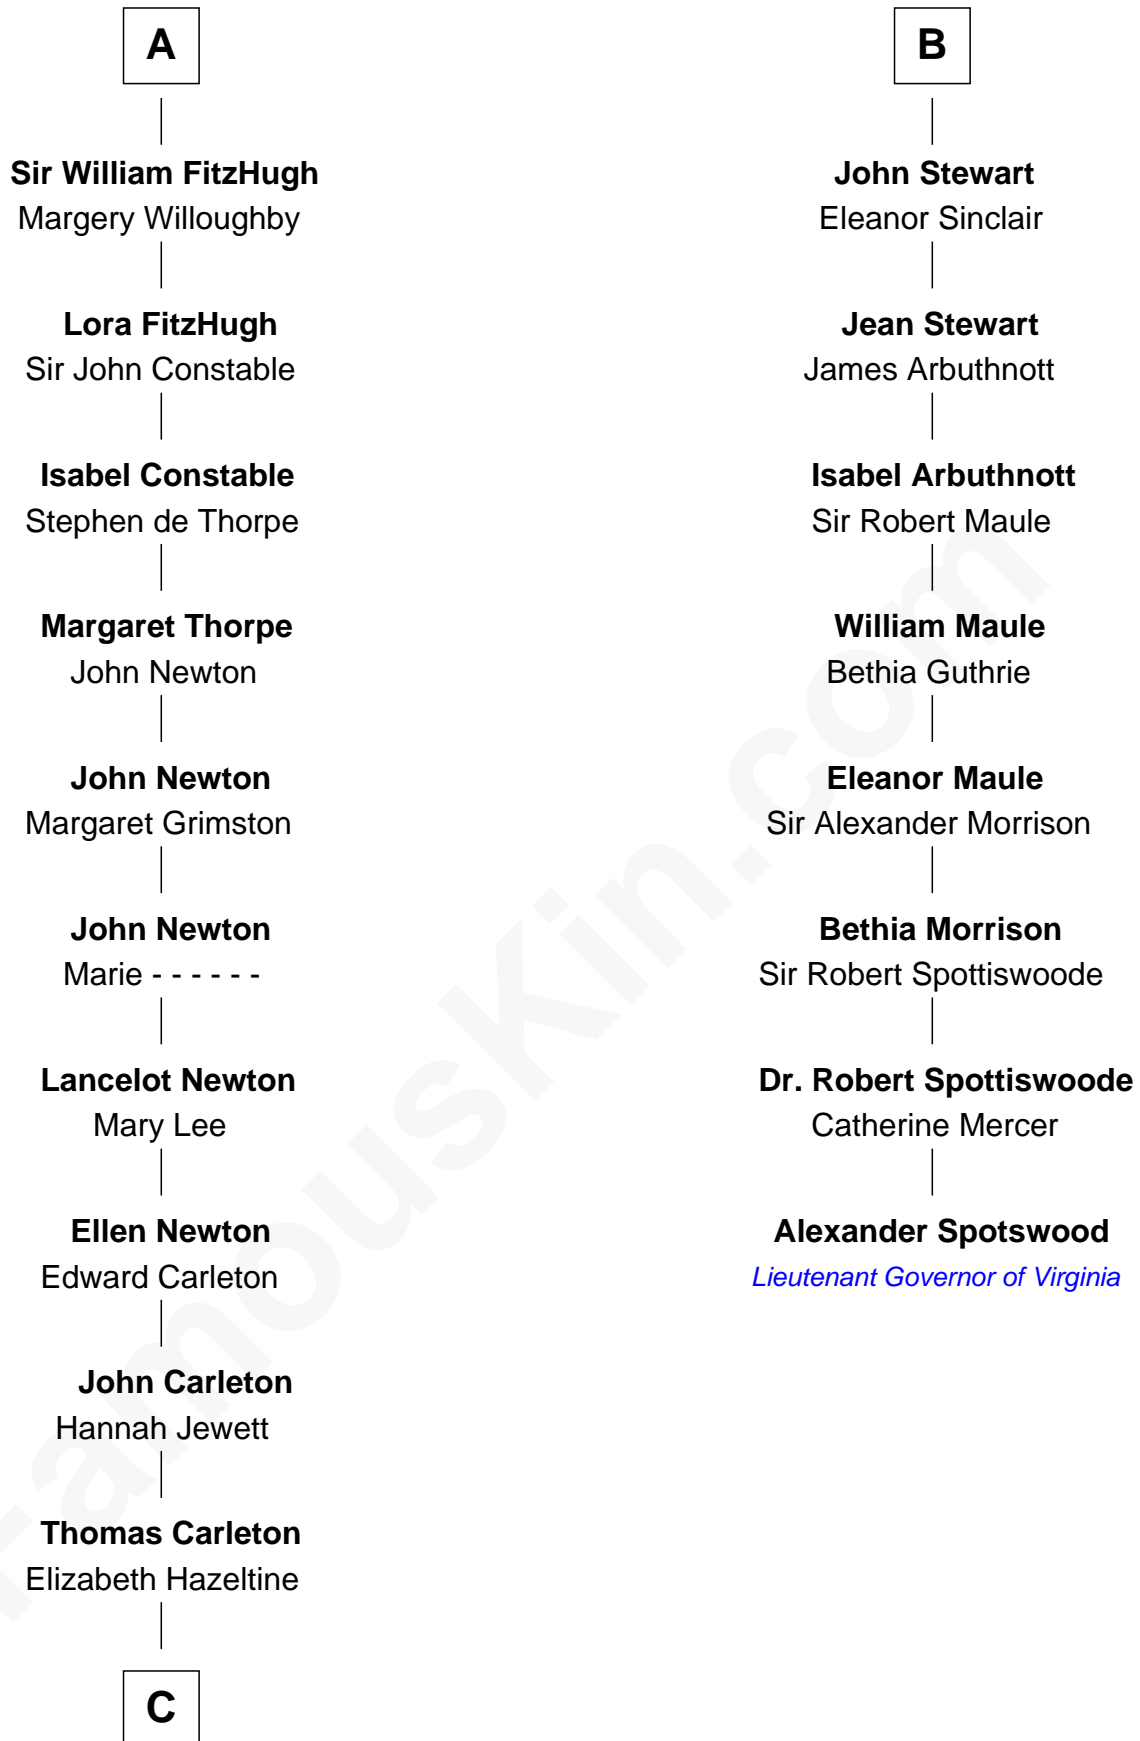 A
Sir William FitzHugh
Margery Willoughby
Lora FitzHugh
Sir John Constable
Isabel Constable
Stephen de Thorpe
Margaret Thorpe
John Newton
John Newton
Margaret Grimston
John Newton
Marie - - - - - -
Lancelot Newton
Mary Lee
Ellen Newton
Edward Carleton
John Carleton
Hannah Jewett
Thomas Carleton
Elizabeth Hazeltine
C
B
John Stewart
Eleanor Sinclair
Jean Stewart
James Arbuthnott
Isabel Arbuthnott
Sir Robert Maule
William Maule
Bethia Guthrie
Eleanor Maule
Sir Alexander Morrison
Bethia Morrison
Sir Robert Spottiswoode
Dr. Robert Spottiswoode
Catherine Mercer
Alexander Spotswood
Lieutenant Governor of Virginia
FamousKin.com